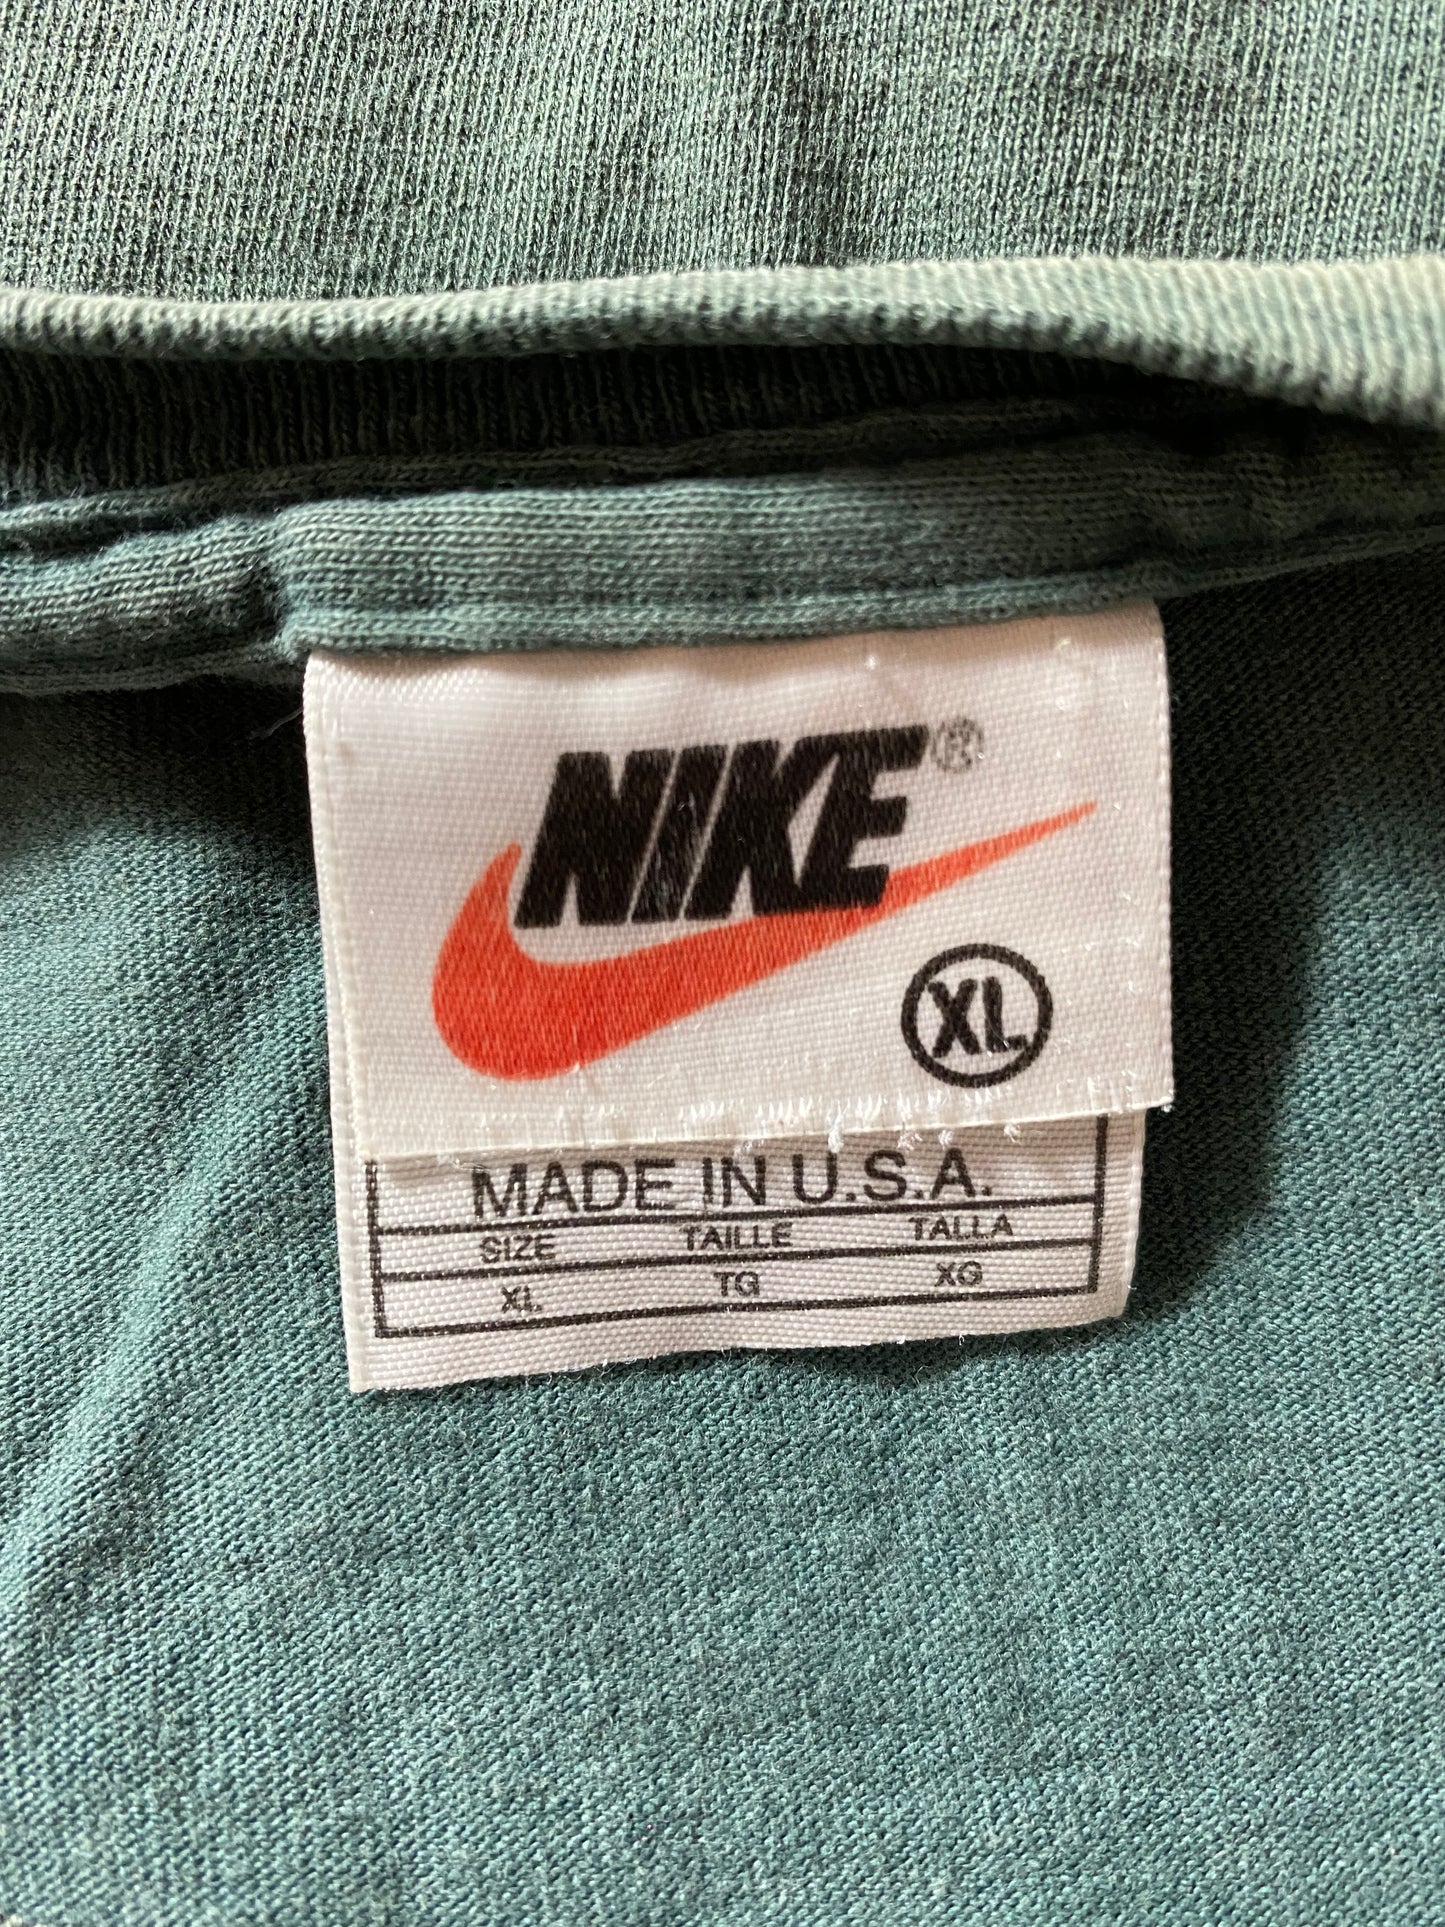 NIKE®
XL
MADE IN U.S.A.
SIZE TAILLE TALLA
XL TG XG